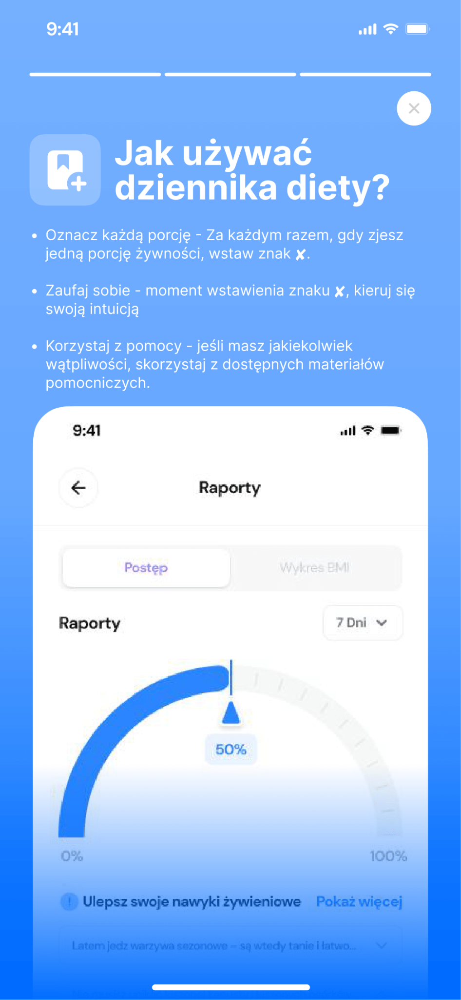 9:41
Jak używać
dziennika diety?
• Oznacz każdą porcję - Za każdym razem, gdy zjesz
jedną porcję żywności, wstaw znak ✘.
• Zaufaj sobie - moment wstawienia znaku ✘, kieruj się
swoją intuicją
• Korzystaj z pomocy - jeśli masz jakiekolwiek
wątpliwości, skorzystaj z dostępnych materiałów
pomocniczych.
9:41
Raporty
Postęp
Wykres BMI
Raporty
7 Dni
50%
0%
100%
Ulepsz swoje nawyki żywieniowe
Pokaż więcej
Latem jedz warzywa sezonowe – są wtedy tanie i łatwo...